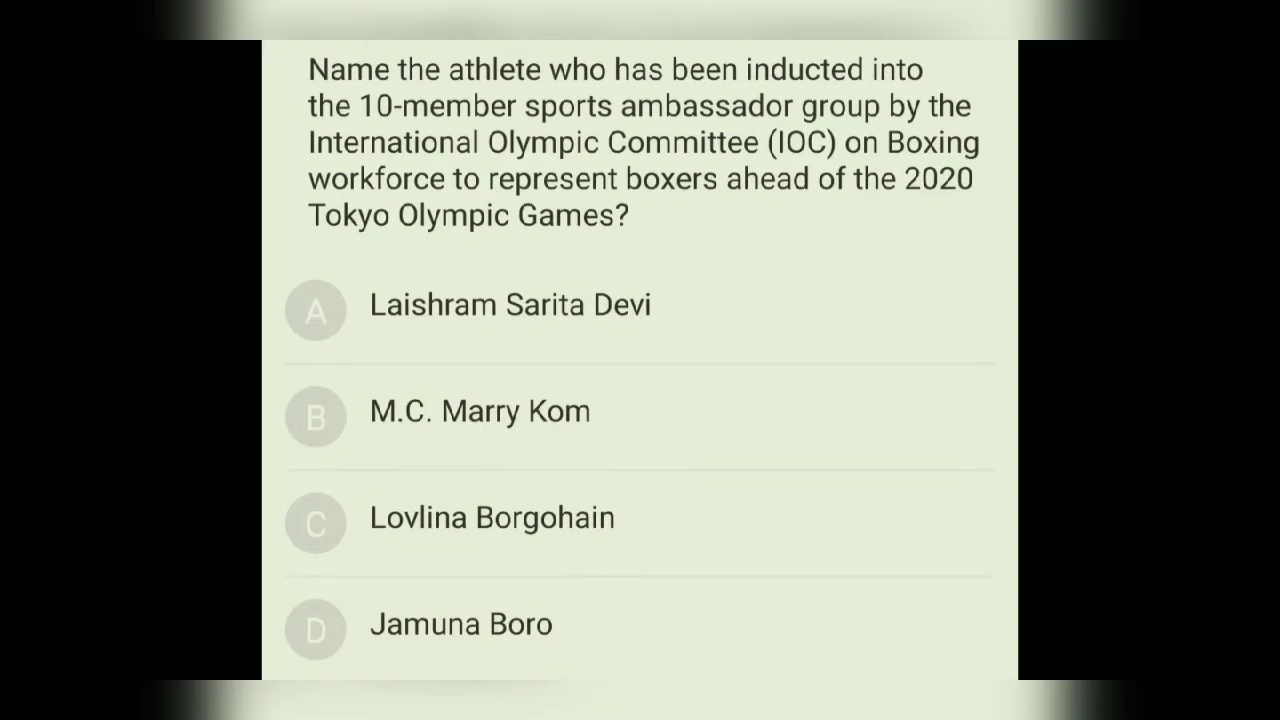 Name the athlete who has been inducted into
the 10-member sports ambassador group by the
International Olympic Committee (IOC) on Boxing
workforce to represent boxers ahead of the 2020
Tokyo Olympic Games?
A Laishram Sarita Devi
B M.C. Marry Kom
C Lovlina Borgohain
D Jamuna Boro